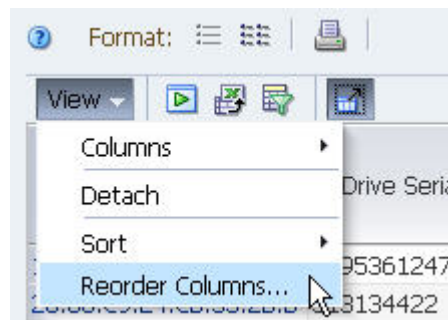 Format:
View
Columns
Detach
Drive Seria
Sort
95361247
Reorder Columns...
3134422